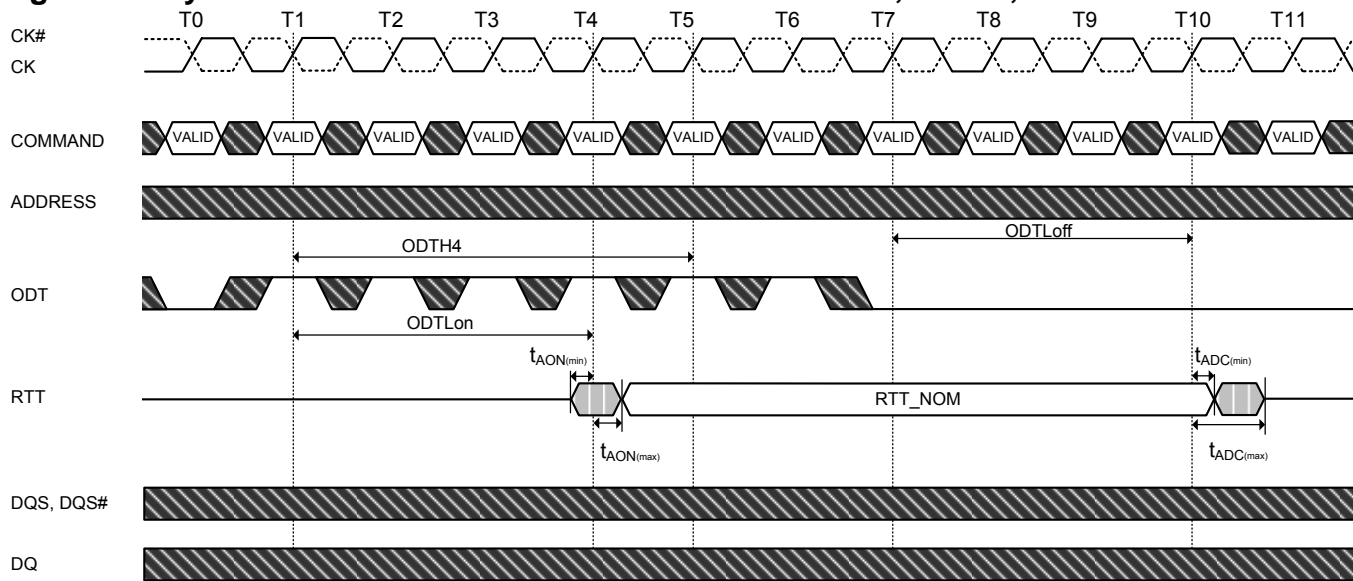 T0 T1 T2 T3 T4 T5 T6 T7 T8 T9 T10 T11
CK#
CK
COMMAND VALID VALID VALID VALID VALID VALID VALID VALID VALID VALID VALID VALID
ADDRESS
ODTH4 ODTLoff
ODT
ODTLon
tAON(min) tADC(min)
RTT RTT_NOM
tAON(max) tADC(max)
DQS, DQS#
DQ